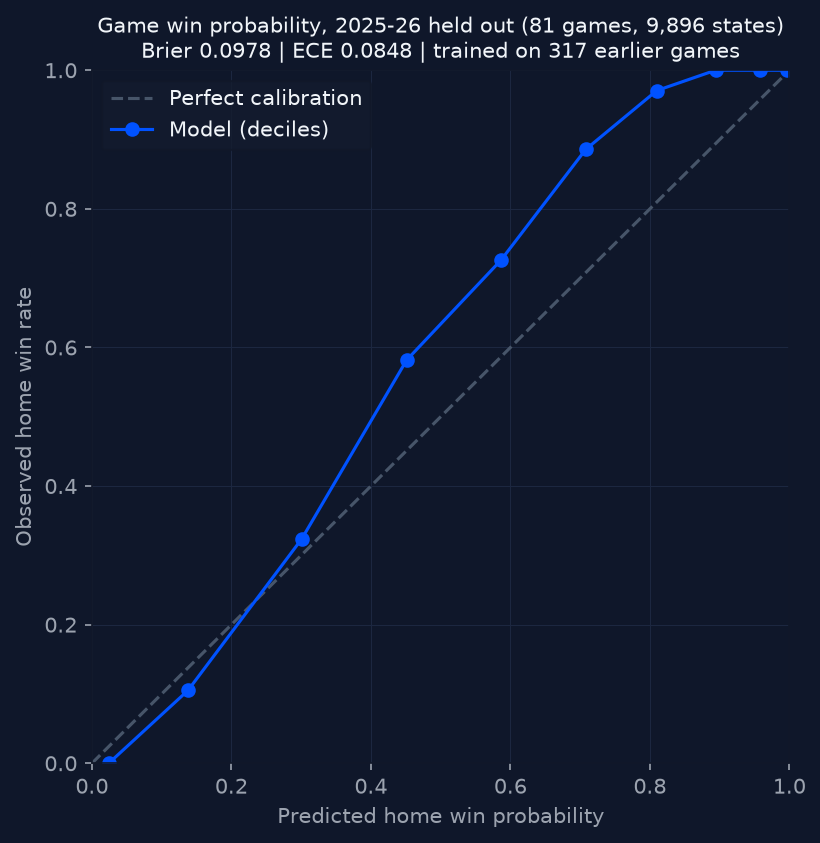 Game win probability, 2025-26 held out (81 games, 9,896 states)
Brier 0.0978 | ECE 0.0848 | trained on 317 earlier games
Perfect calibration
Model (deciles)
1.0
0.8
0.6
0.4
0.2
0.0
Observed home win rate
0.0 0.2 0.4 0.6 0.8 1.0
Predicted home win probability